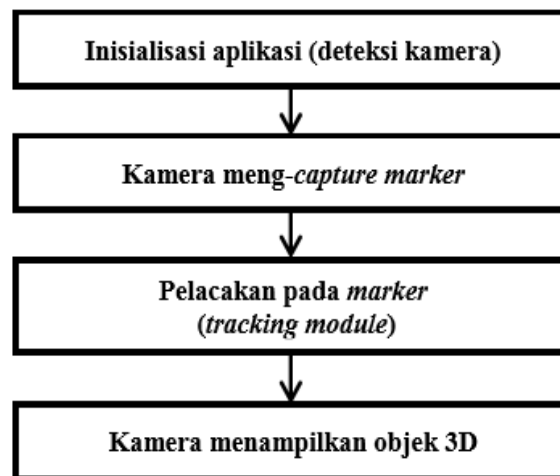 Inisialisasi aplikasi (deteksi kamera)
Kamera meng-capture marker
Pelacakan pada marker
(tracking module)
Kamera menampilkan objek 3D